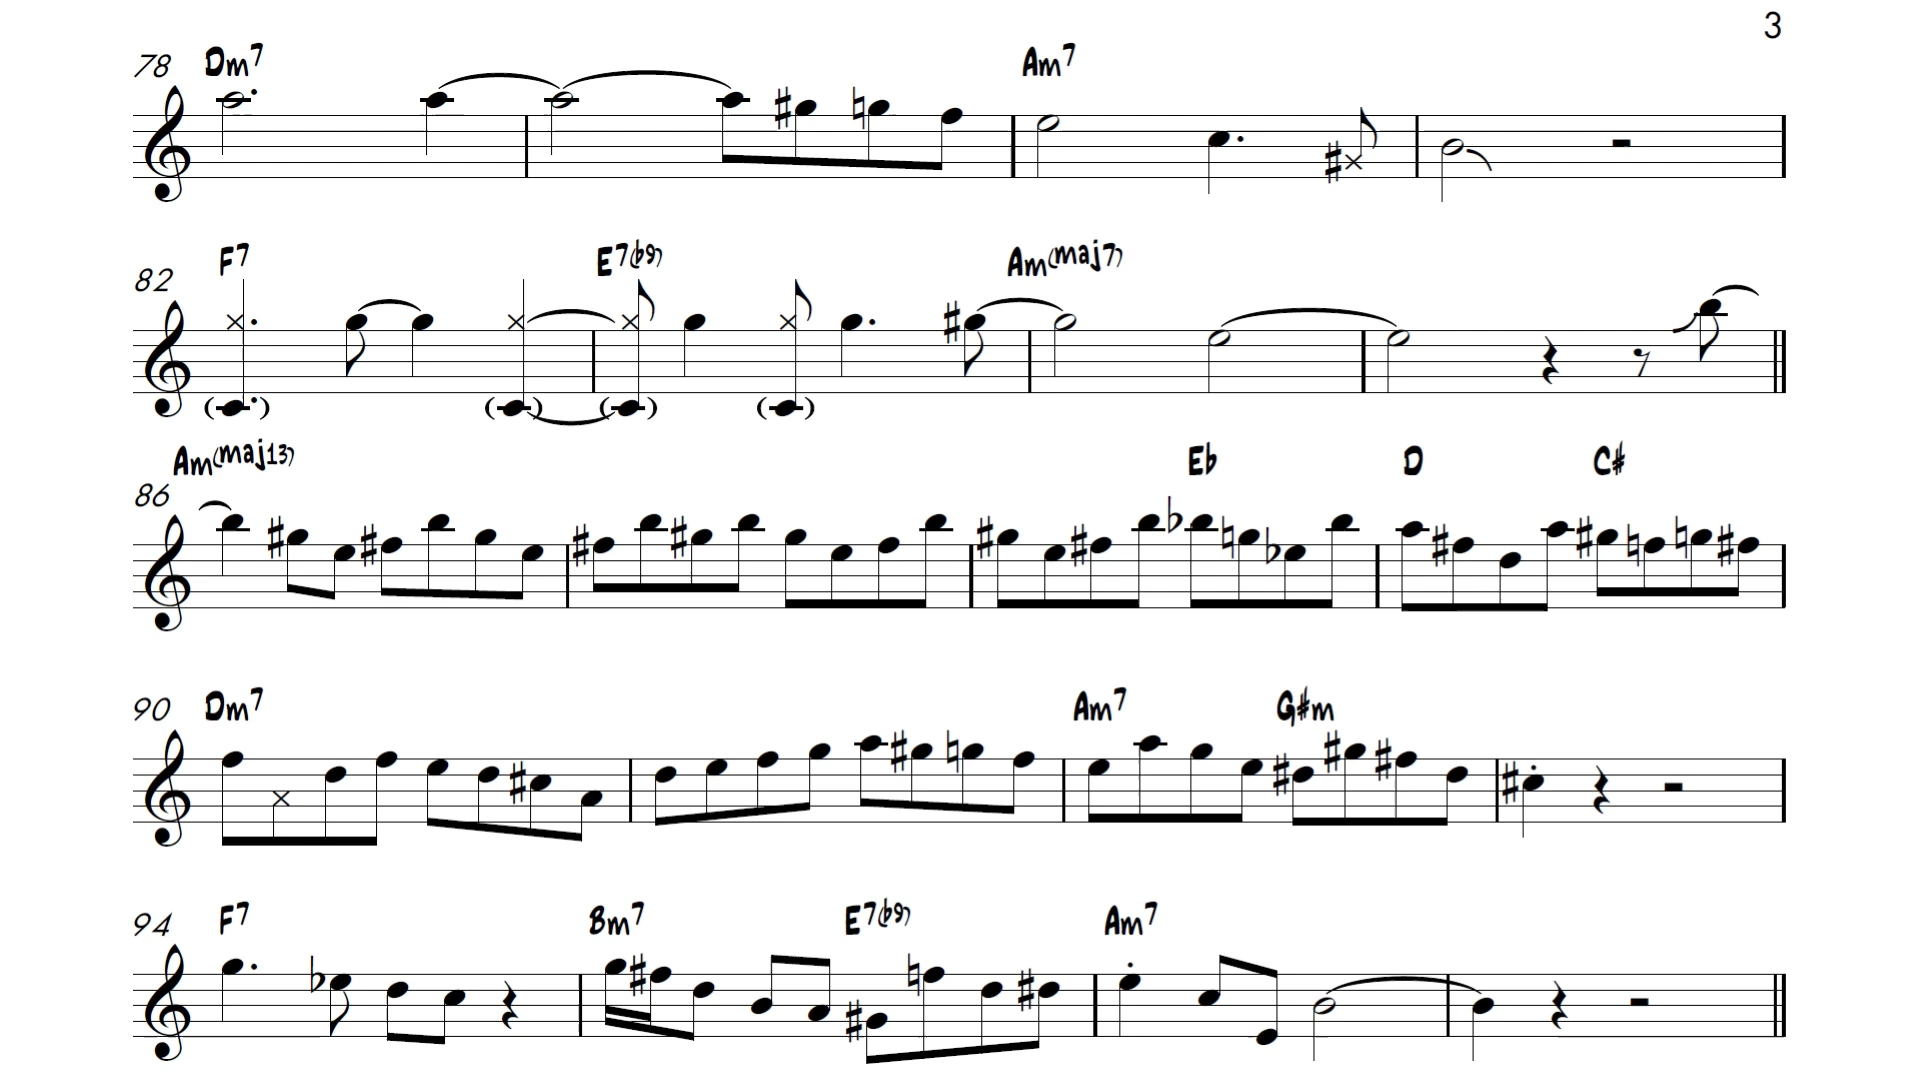 3
78 Dm7 Am7
82 F7 E7(b9) Am(maj7)
86 Am(maj13) Eb D C#
90 Dm7 Am7 G#m
94 F7 Bm7 E7(b9) Am7